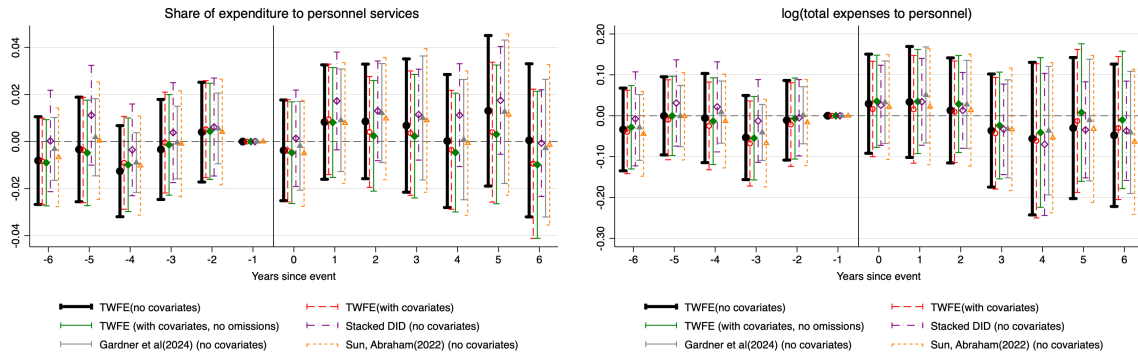 Share of expenditure to personnel services
0.04
0.02
0.00
-0.02
-0.04
-6 -5 -4 -3 -2 -1 0 1 2 3 4 5 6
Years since event
TWFE(no covariates)
TWFE(with covariates)
TWFE (with covariates, no omissions)
Stacked DID (no covariates)
Gardner et al(2024) (no covariates)
Sun, Abraham(2022) (no covariates)
log(total expenses to personnel)
0.20
0.10
0.00
-0.10
-0.20
-0.30
-6 -5 -4 -3 -2 -1 0 1 2 3 4 5 6
Years since event
TWFE(no covariates)
TWFE(with covariates)
TWFE (with covariates, no omissions)
Stacked DID (no covariates)
Gardner et al(2024) (no covariates)
Sun, Abraham(2022) (no covariates)